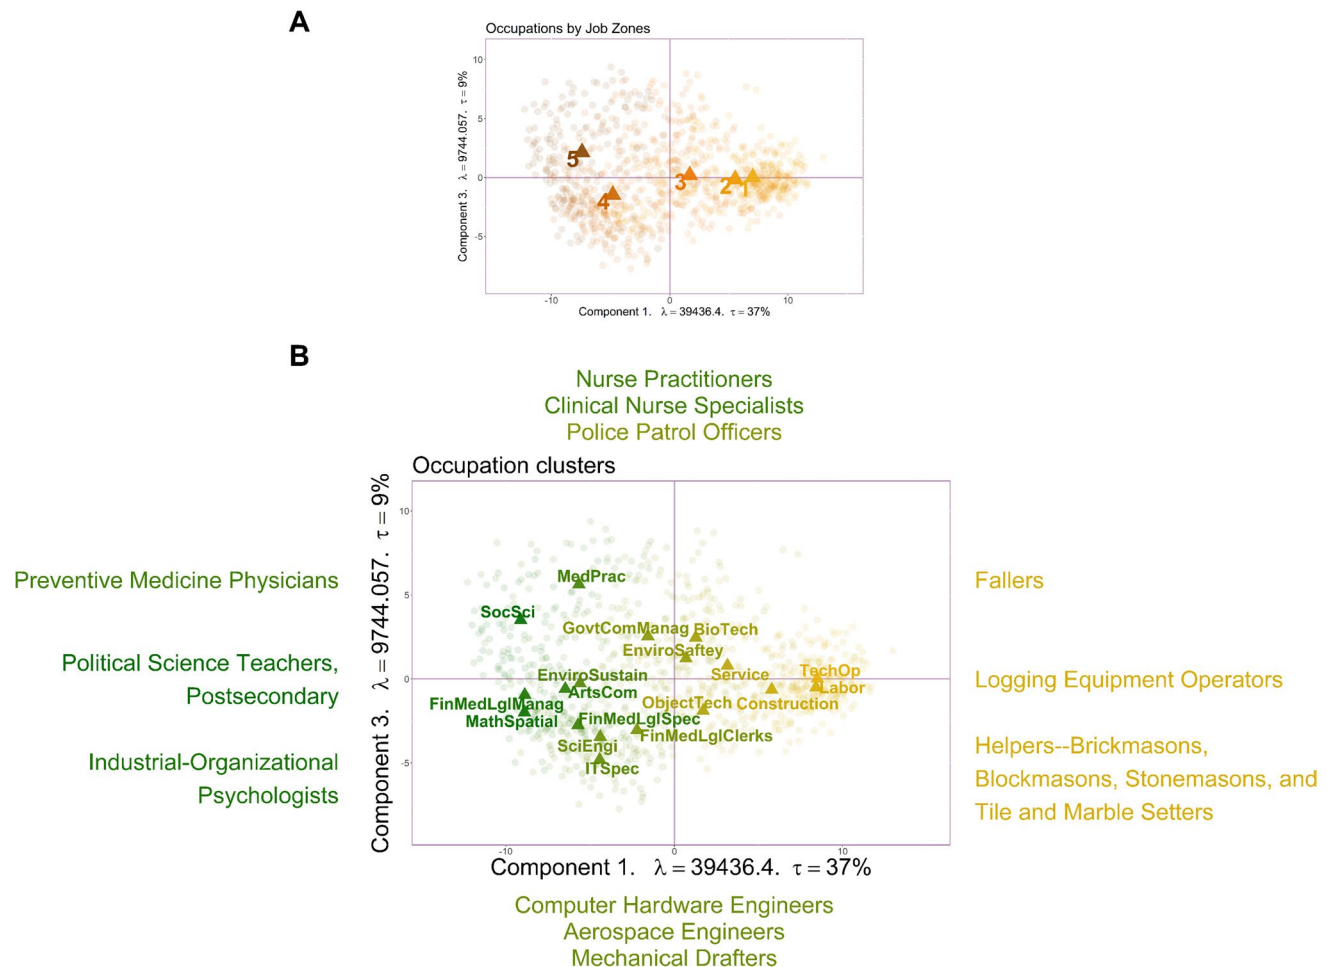 A
Occupations by Job Zones
Component 3. λ = 9744.057. τ = 9%
10
5
0
-5
5
4
3
2
1
-10
0
10
Component 1. λ = 39436.4. τ = 37%
B
Nurse Practitioners
Clinical Nurse Specialists
Police Patrol Officers
Occupation clusters
Component 3. λ = 9744.057. τ = 9%
10
5
0
-5
Preventive Medicine Physicians
Political Science Teachers,
Postsecondary
Industrial-Organizational
Psychologists
MedPrac
SocSci
GovtComManag
BioTech
EnviroSaftey
Service
TechOp
Labor
EnviroSustain
ArtsCom
FinMedLglManag
ObjectTech
Construction
MathSpatial
FinMedLglSpec
FinMedLglClerks
SciEngi
ITSpec
Fallers
Logging Equipment Operators
Helpers--Brickmasons,
Blockmasons, Stonemasons, and
Tile and Marble Setters
-10
0
10
Component 1. λ = 39436.4. τ = 37%
Computer Hardware Engineers
Aerospace Engineers
Mechanical Drafters